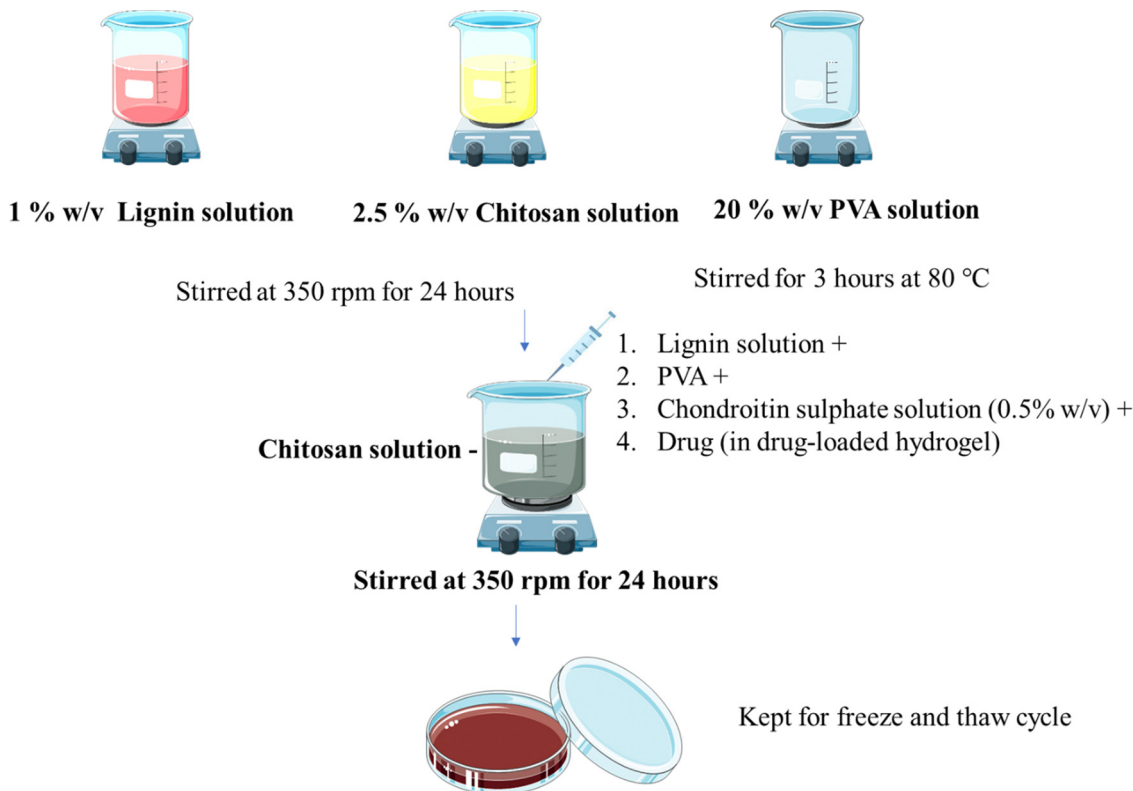 1 % w/v Lignin solution
2.5 % w/v Chitosan solution
20 % w/v PVA solution
Stirred at 350 rpm for 24 hours
Stirred for 3 hours at 80 °C
1. Lignin solution +
2. PVA +
3. Chondroitin sulphate solution (0.5% w/v) +
4. Drug (in drug-loaded hydrogel)
Chitosan solution -
Stirred at 350 rpm for 24 hours
Kept for freeze and thaw cycle